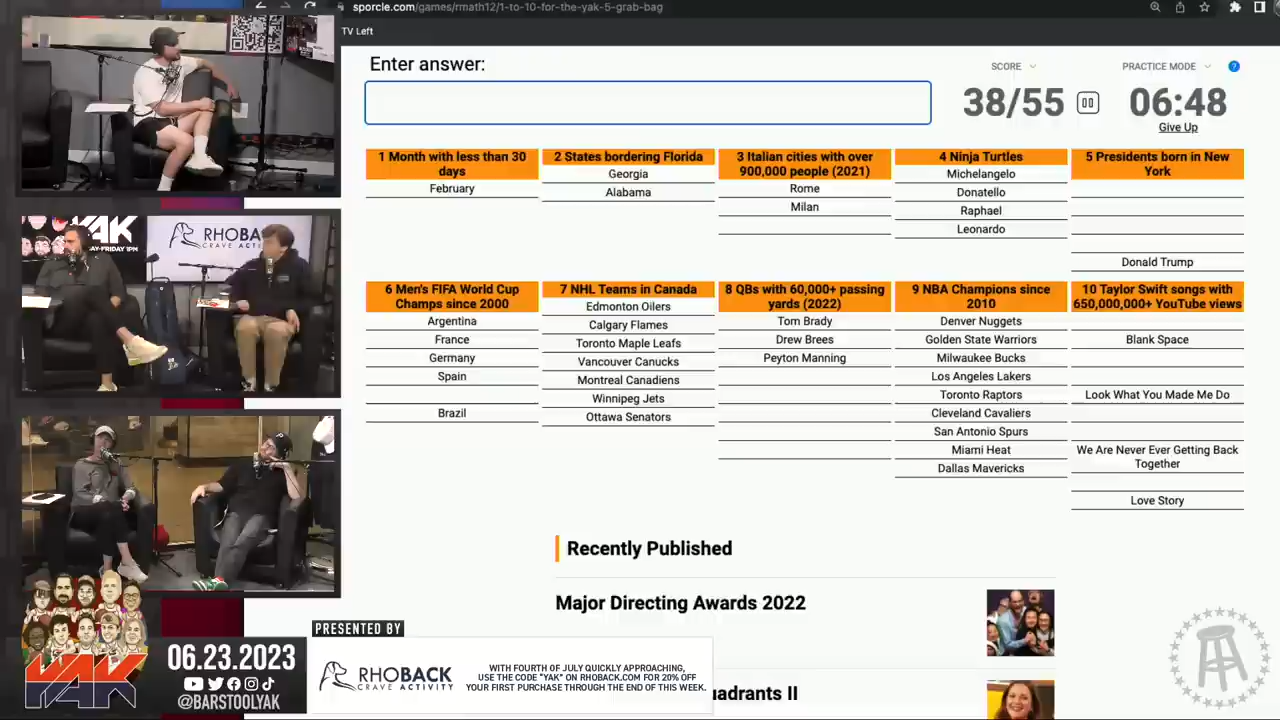 sporcle.com/games/rmath12/1-to-10-for-the-yak-5-grab-bag
TV Left
Enter answer:
SCORE
PRACTICE MODE
?
38/55
06:48
Give Up
1 Month with less than 30 days
February
2 States bordering Florida
Georgia
Alabama
3 Italian cities with over 900,000 people (2021)
Rome
Milan
4 Ninja Turtles
Michelangelo
Donatello
Raphael
Leonardo
5 Presidents born in New York
Donald Trump
6 Men's FIFA World Cup Champs since 2000
Argentina
France
Germany
Spain
Brazil
7 NHL Teams in Canada
Edmonton Oilers
Calgary Flames
Toronto Maple Leafs
Vancouver Canucks
Montreal Canadiens
Winnipeg Jets
Ottawa Senators
8 QBs with 60,000+ passing yards (2022)
Tom Brady
Drew Brees
Peyton Manning
9 NBA Champions since 2010
Denver Nuggets
Golden State Warriors
Milwaukee Bucks
Los Angeles Lakers
Toronto Raptors
Cleveland Cavaliers
San Antonio Spurs
Miami Heat
Dallas Mavericks
10 Taylor Swift songs with 650,000,000+ YouTube views
Blank Space
Look What You Made Me Do
We Are Never Ever Getting Back Together
Love Story
Recently Published
Major Directing Awards 2022
uadrants II
PRESENTED BY
RHOBACK
CRAVE ACTIVITY
WITH FOURTH OF JULY QUICKLY APPROACHING,
USE THE CODE "YAK" ON RHOBACK.COM FOR 20% OFF
YOUR FIRST PURCHASE THROUGH THE END OF THIS WEEK.
YAK
06.23.2023
@BARSTOOLYAK
YAK
AY-FRIDAY 1PM
RHOBA
CRAVE ACTIV